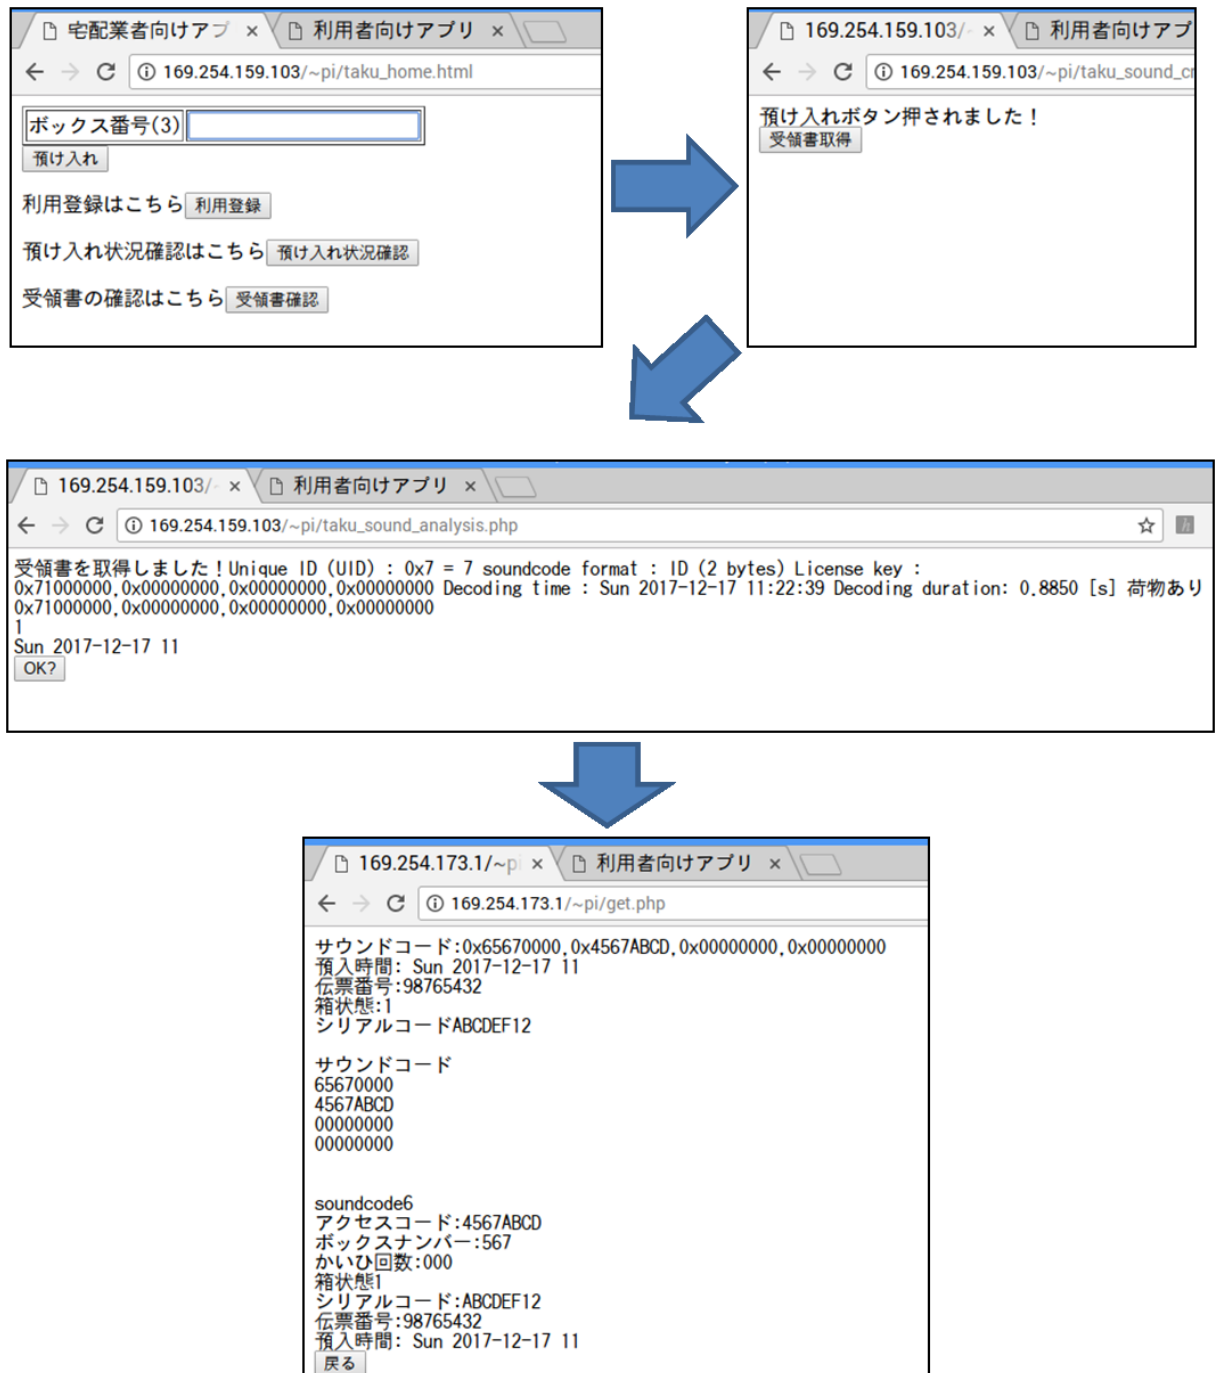 宅配業者向けアプ × 利用者向けアプリ ×
169.254.159.103/~pi/taku_home.html
ボックス番号(3)
預け入れ
利用登録はこちら 利用登録
預け入れ状況確認はこちら 預け入れ状況確認
受領書の確認はこちら 受領書確認
169.254.159.103/ × 利用者向けアプ
169.254.159.103/~pi/taku_sound_cr
預け入れボタン押されました！
受領書取得
169.254.159.103/ × 利用者向けアプリ ×
169.254.159.103/~pi/taku_sound_analysis.php
受領書を取得しました！Unique ID (UID) : 0x7 = 7 soundcode format : ID (2 bytes) License key :
0x71000000,0x00000000,0x00000000,0x00000000 Decoding time : Sun 2017-12-17 11:22:39 Decoding duration: 0.8850 [s] 荷物あり
0x71000000,0x00000000,0x00000000,0x00000000
1
Sun 2017-12-17 11
OK?
169.254.173.1/~pi × 利用者向けアプリ ×
169.254.173.1/~pi/get.php
サウンドコード:0x65670000,0x4567ABCD,0x00000000,0x00000000
預入時間: Sun 2017-12-17 11
伝票番号:98765432
箱状態:1
シリアルコードABCDEF12
サウンドコード
65670000
4567ABCD
00000000
00000000
soundcode6
アクセスコード:4567ABCD
ボックスナンバー:567
かいひ回数:000
箱状態1
シリアルコード:ABCDEF12
伝票番号:98765432
預入時間: Sun 2017-12-17 11
戻る